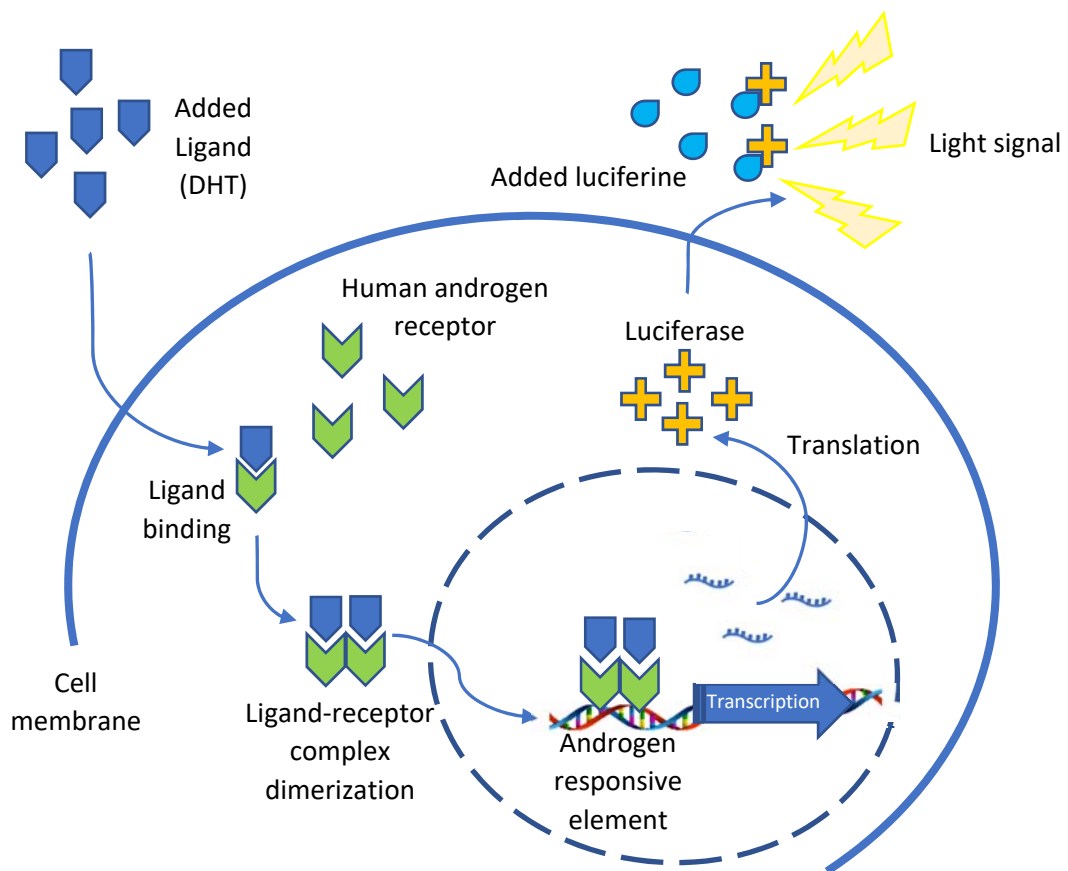 Added
Ligand
(DHT)
Added luciferine
Light signal
Human androgen
receptor
Luciferase
Translation
Ligand
binding
Cell
membrane
Ligand-receptor
complex
dimerization
Transcription
Androgen
responsive
element